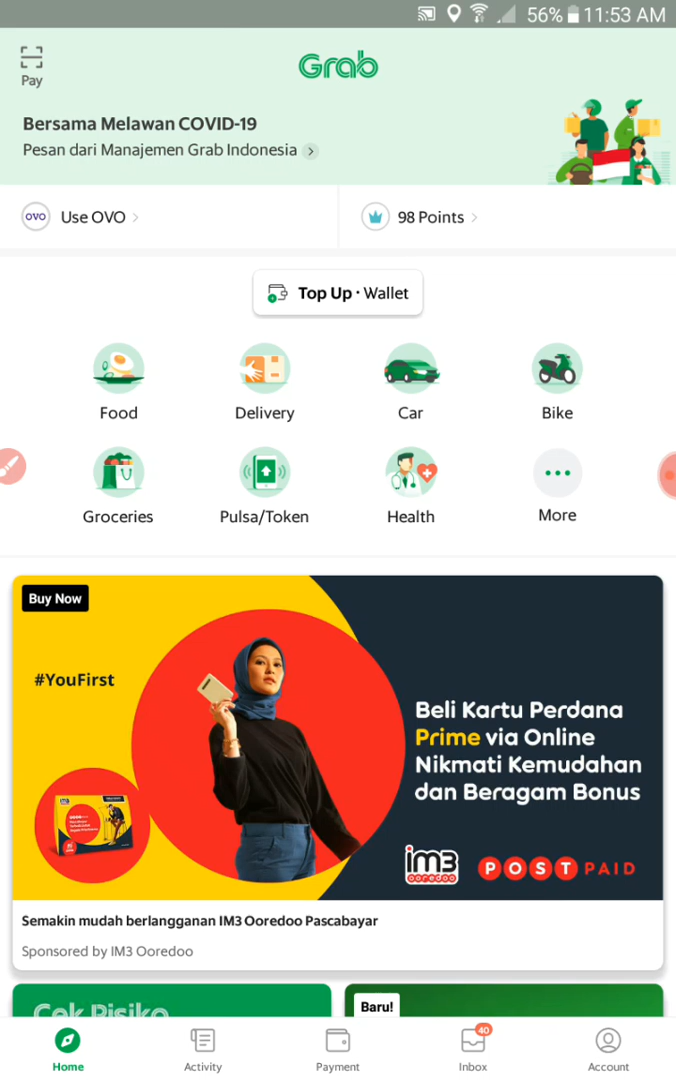 56% 11:53 AM
Pay
Grab
Bersama Melawan COVID-19
Pesan dari Manajemen Grab Indonesia
OVO Use OVO
98 Points
Top Up · Wallet
Food
Delivery
Car
Bike
Groceries
Pulsa/Token
Health
More
Buy Now
#YouFirst
Beli Kartu Perdana
Prime via Online
Nikmati Kemudahan
dan Beragam Bonus
im3
ooredoo
POSTPAID
Semakin mudah berlangganan IM3 Ooredoo Pascabayar
Sponsored by IM3 Ooredoo
Cek Risiko
Baru!
40
Home
Activity
Payment
Inbox
Account